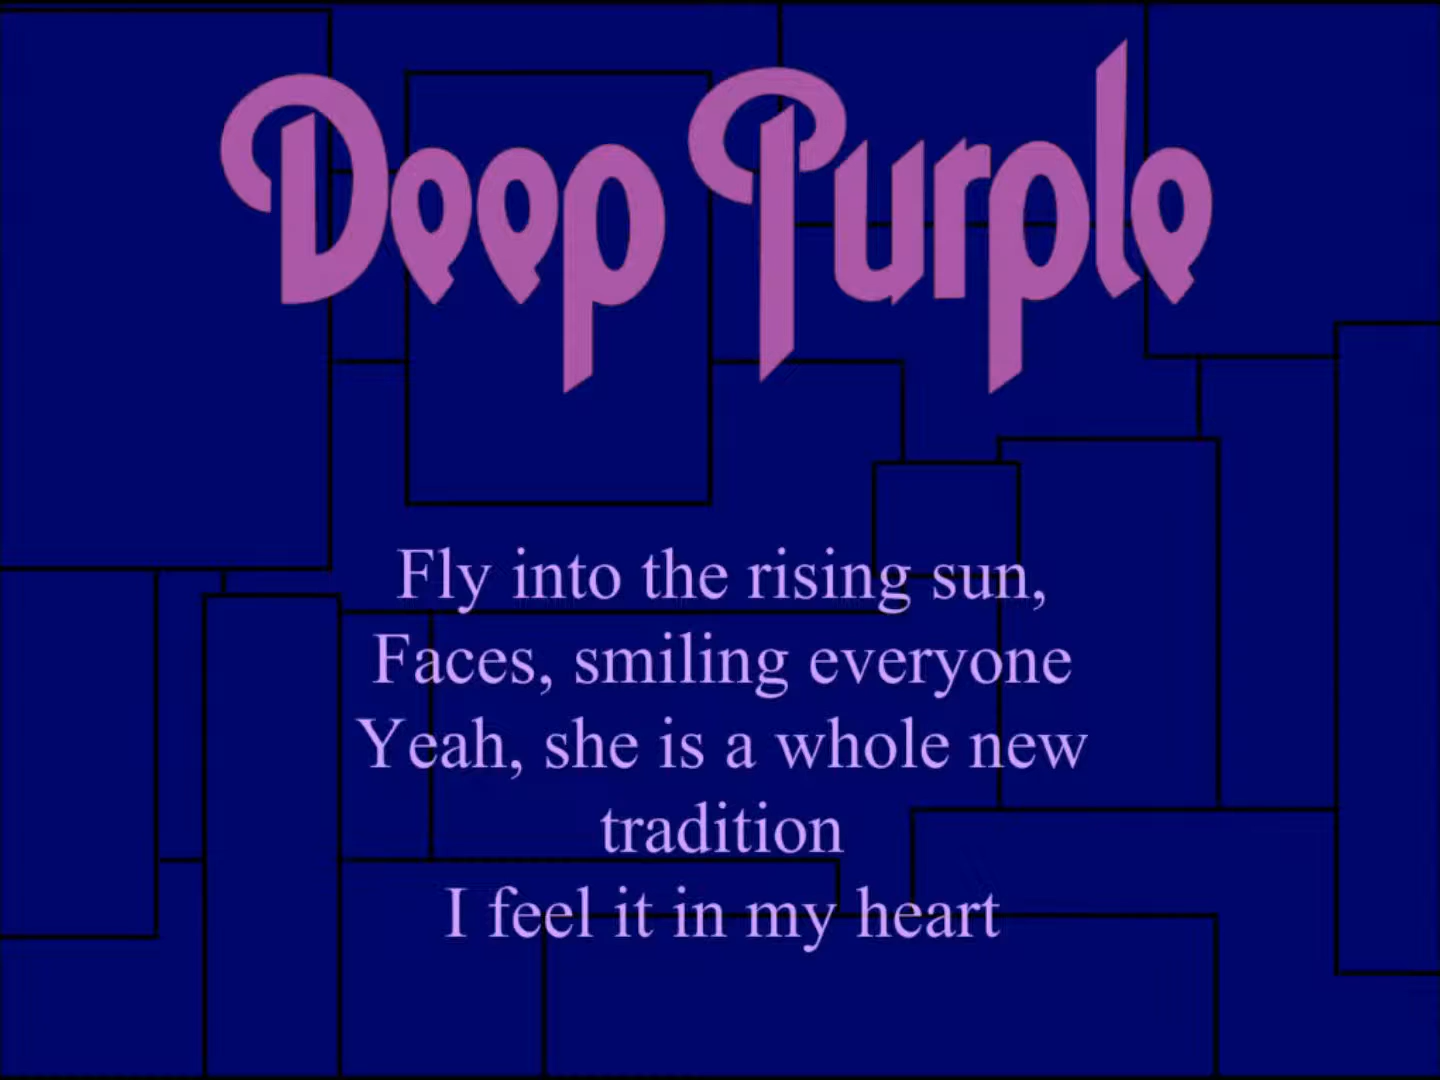 Deep Purple
Fly into the rising sun,
Faces, smiling everyone
Yeah, she is a whole new
tradition
I feel it in my heart